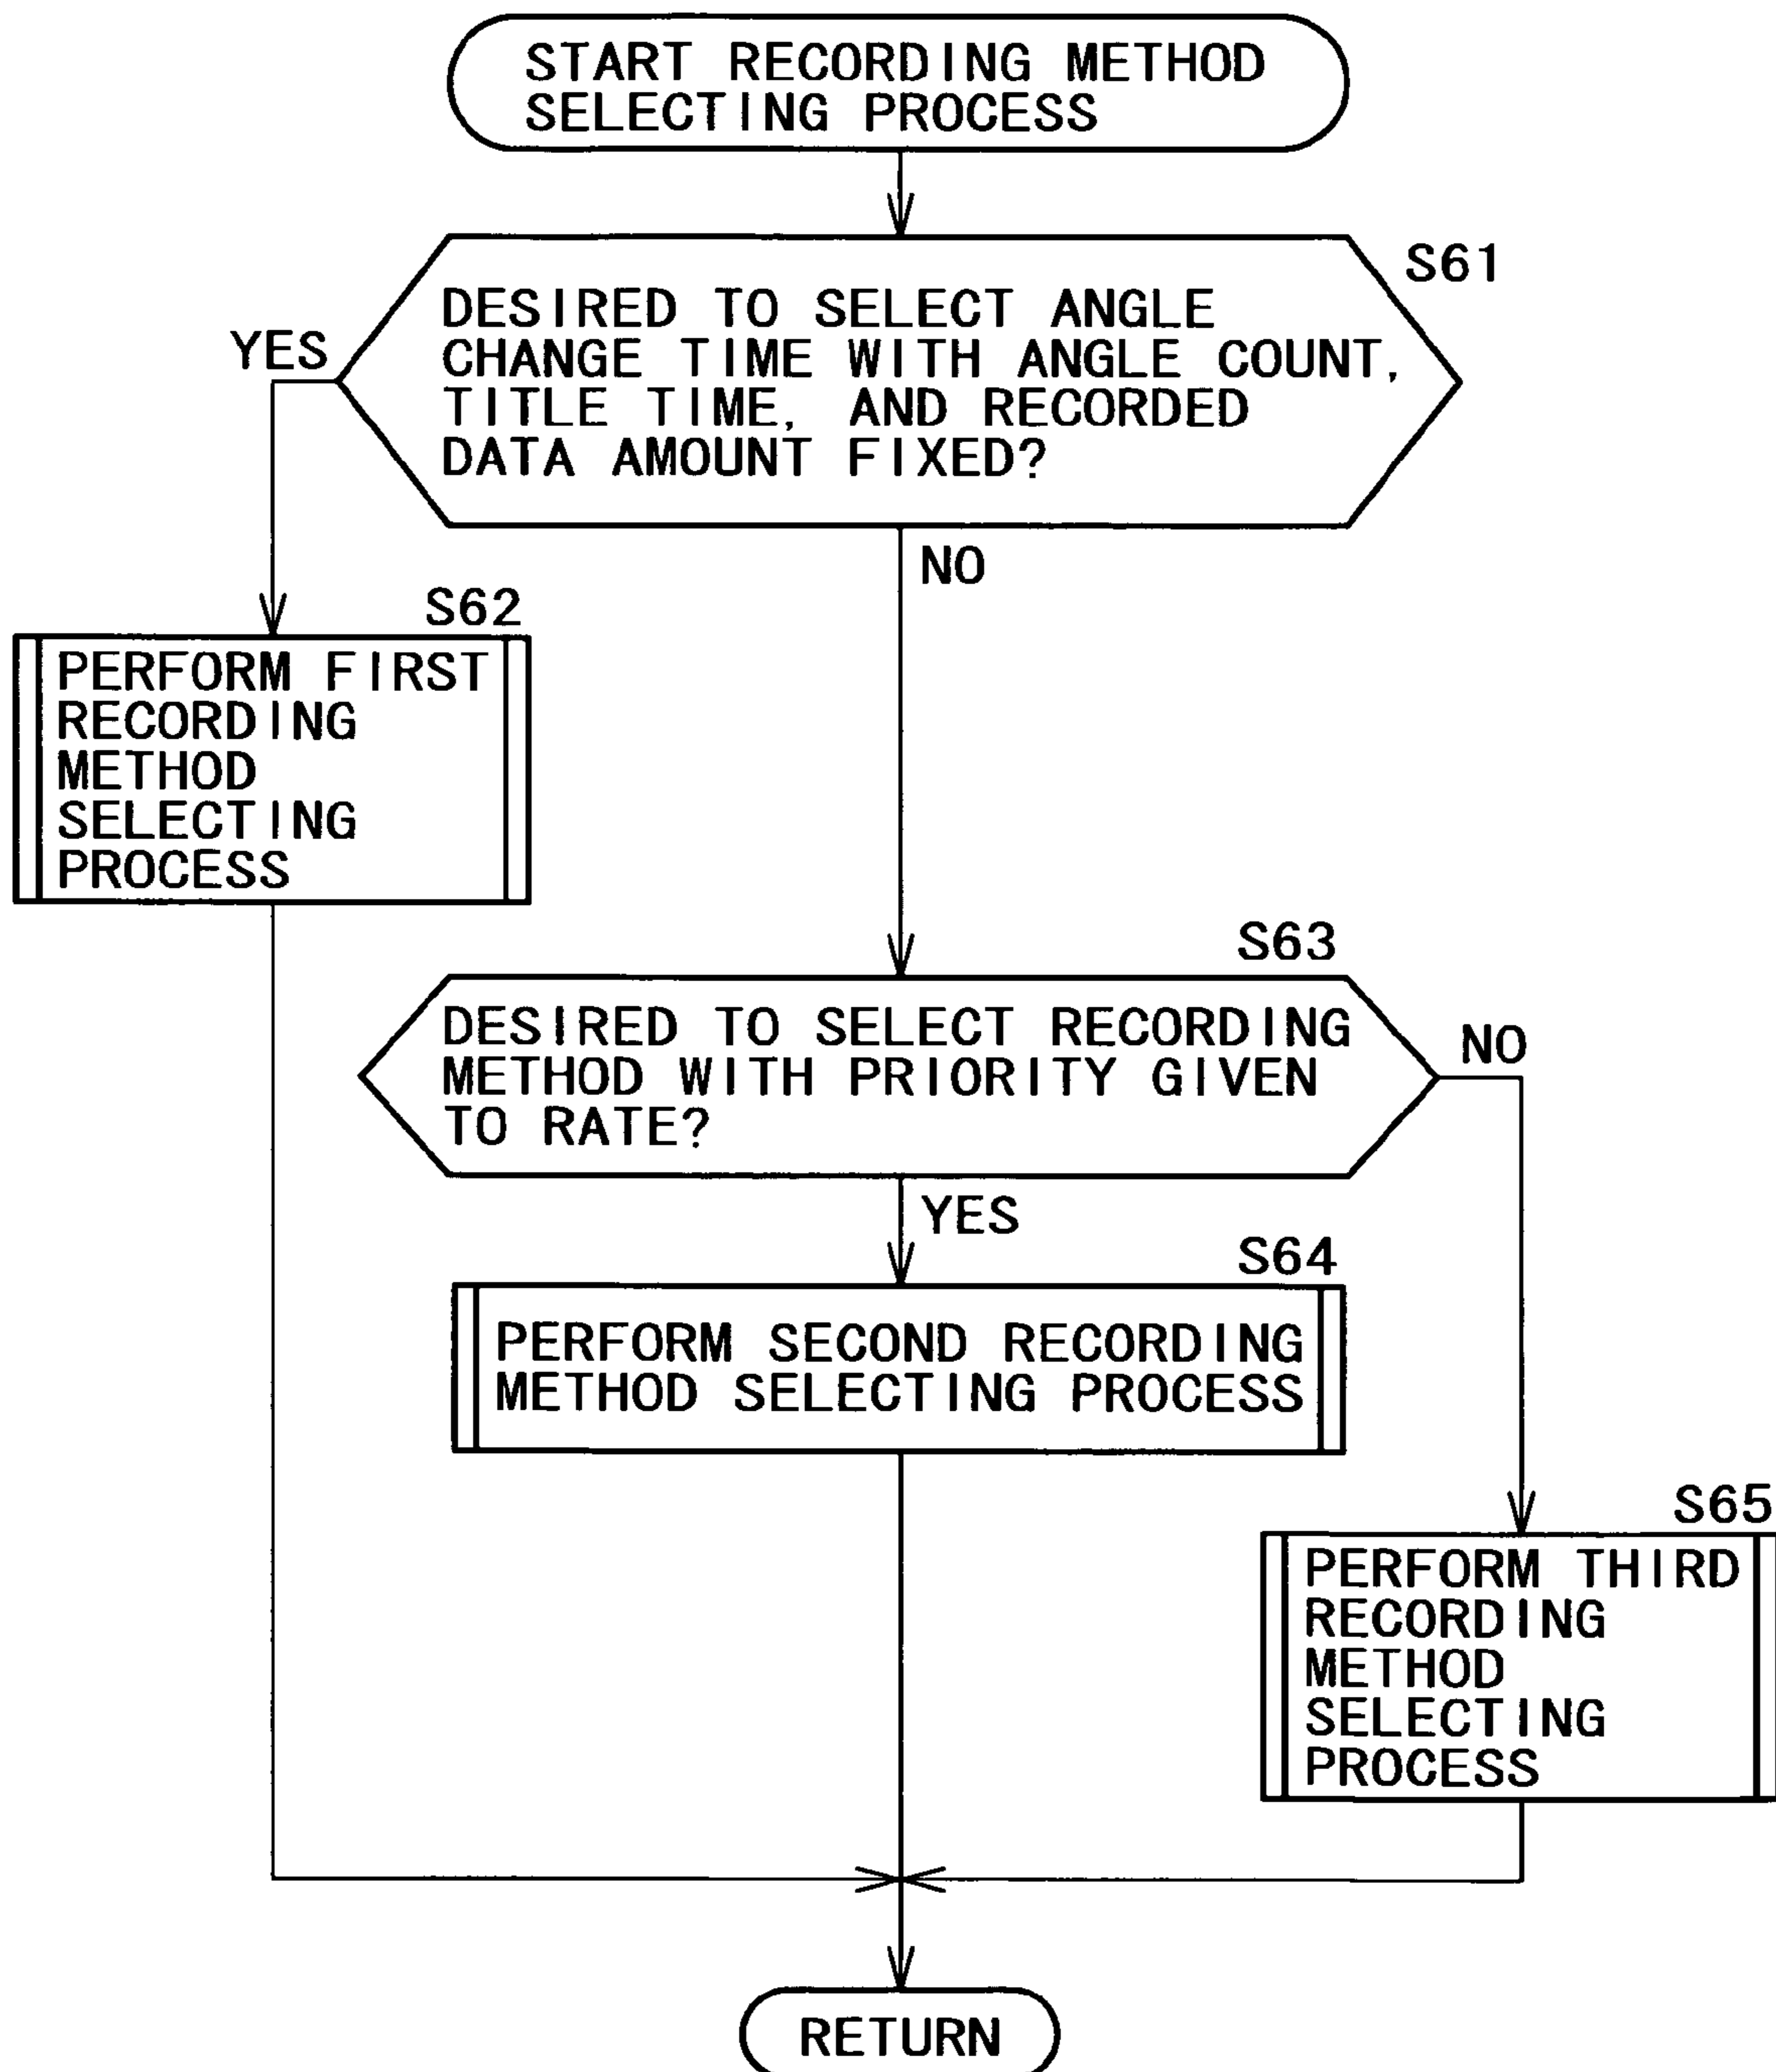 START RECORDING METHOD
SELECTING PROCESS
S61
DESIRED TO SELECT ANGLE
CHANGE TIME WITH ANGLE COUNT,
TITLE TIME, AND RECORDED
DATA AMOUNT FIXED?
YES
NO
S62
PERFORM FIRST
RECORDING
METHOD
SELECTING
PROCESS
S63
DESIRED TO SELECT RECORDING
METHOD WITH PRIORITY GIVEN
TO RATE?
NO
YES
S64
PERFORM SECOND RECORDING
METHOD SELECTING PROCESS
S65
PERFORM THIRD
RECORDING
METHOD
SELECTING
PROCESS
RETURN